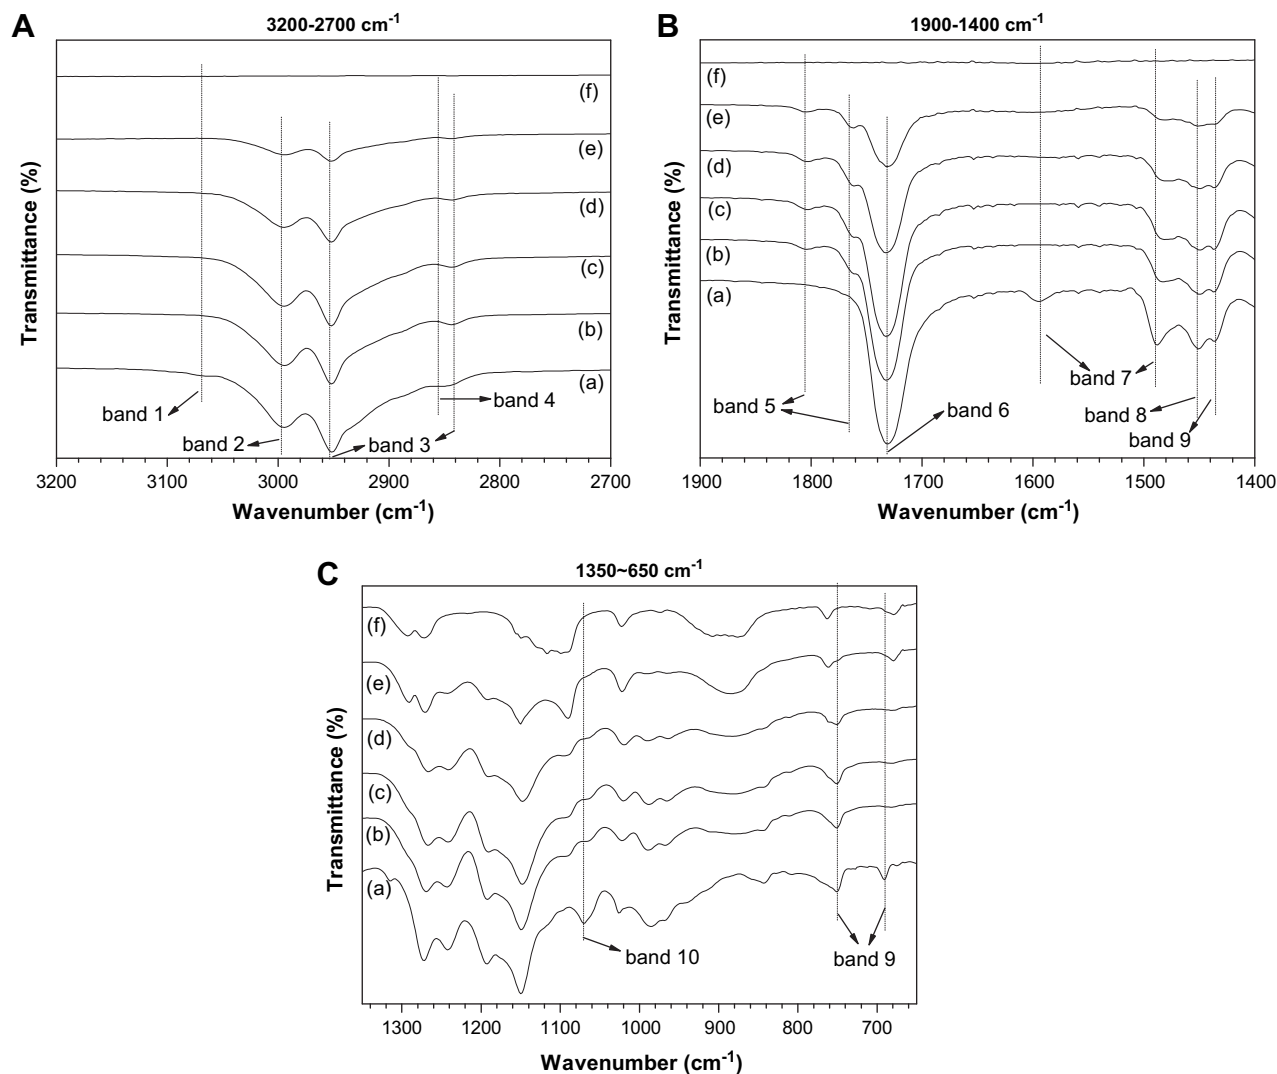 A
3200-2700 cm⁻¹
Transmittance (%)
(f)
(e)
(d)
(c)
(b)
(a)
band 1
band 2
band 3
band 4
3200 3100 3000 2900 2800 2700
Wavenumber (cm⁻¹)
B
1900-1400 cm⁻¹
Transmittance (%)
(f)
(e)
(d)
(c)
(b)
(a)
band 5
band 6
band 7
band 8
band 9
1900 1800 1700 1600 1500 1400
Wavenumber (cm⁻¹)
C
1350~650 cm⁻¹
Transmittance (%)
(f)
(e)
(d)
(c)
(b)
(a)
band 10
band 9
1300 1200 1100 1000 900 800 700
Wavenumber (cm⁻¹)